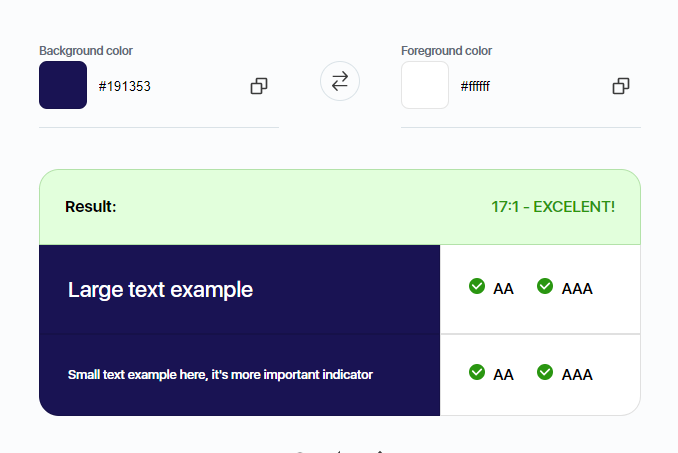 Background color
Foreground color
#191353
#ffffff
Result:
17:1 - EXCELENT!
Large text example
AA
AAA
Small text example here, it's more important indicator
AA
AAA